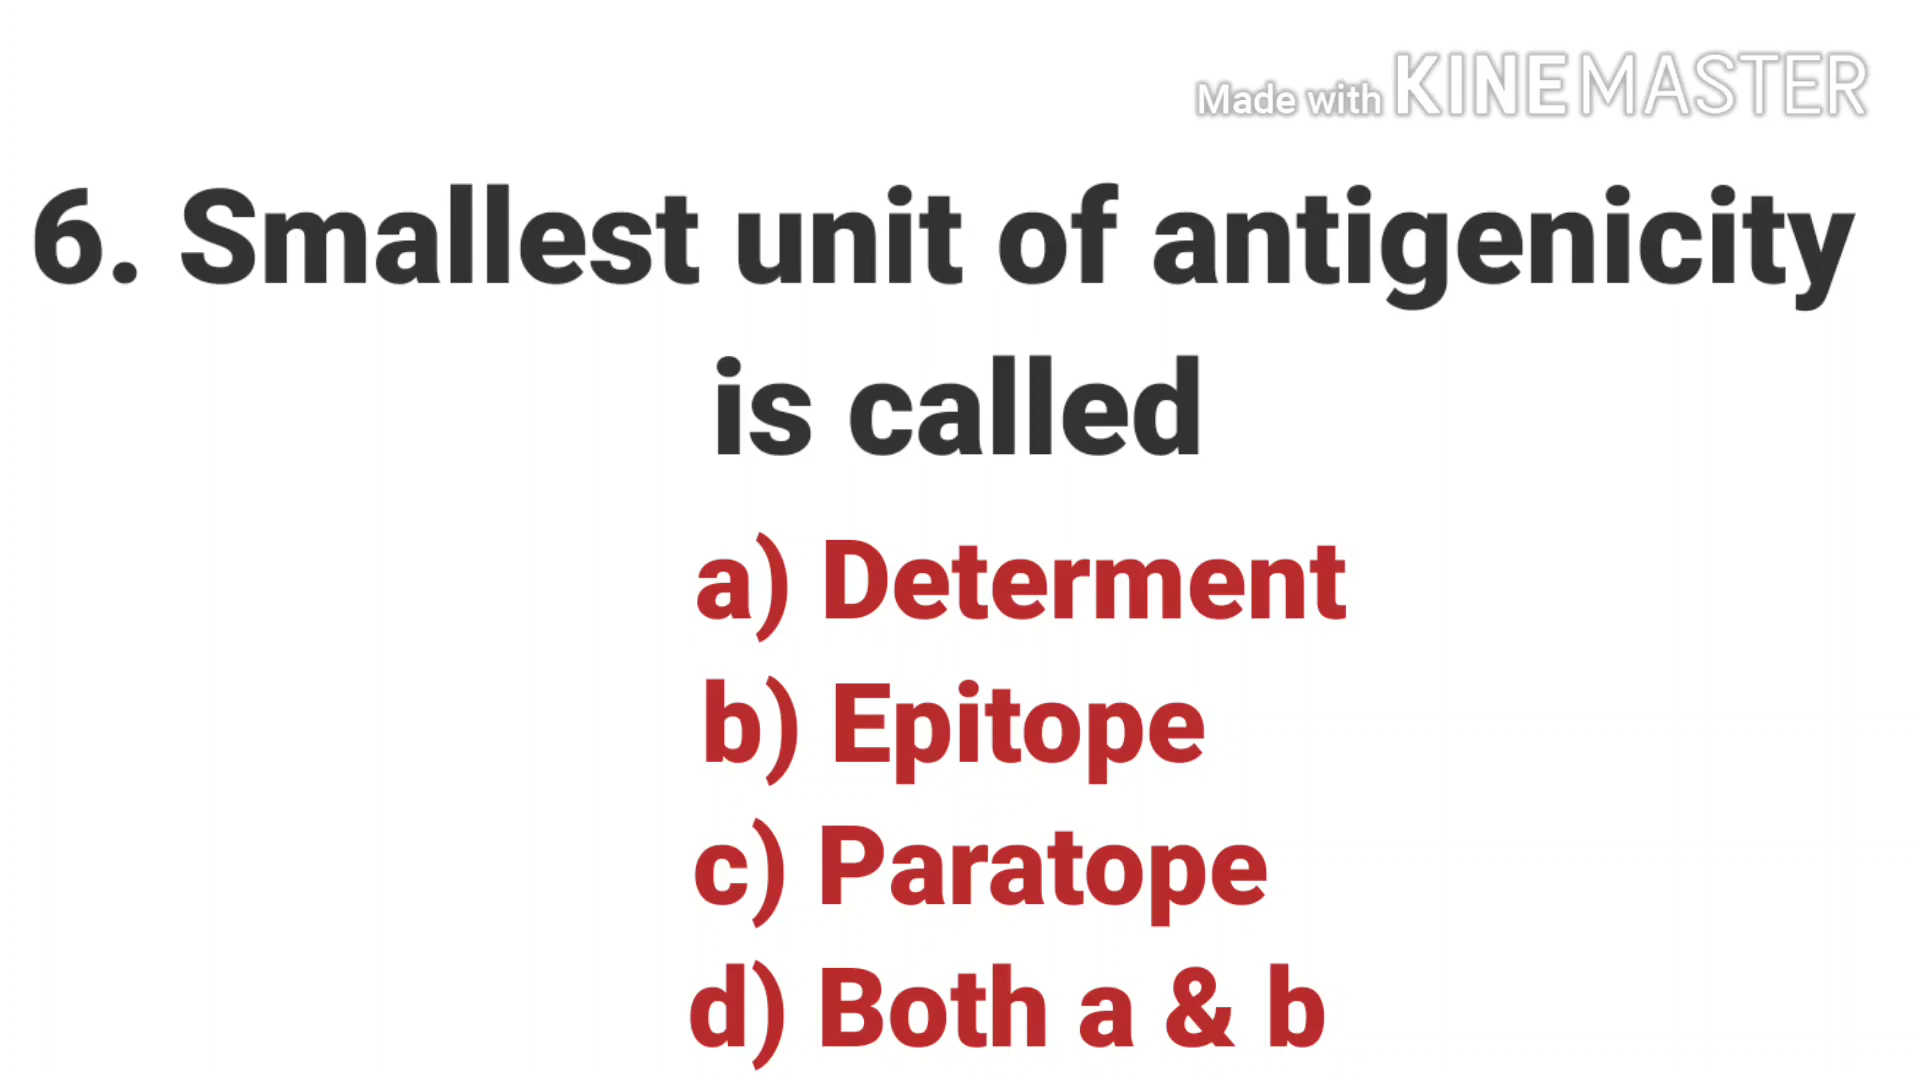 Made with KINEMASTER
6. Smallest unit of antigenicity
is called
a) Determent
b) Epitope
c) Paratope
d) Both a & b